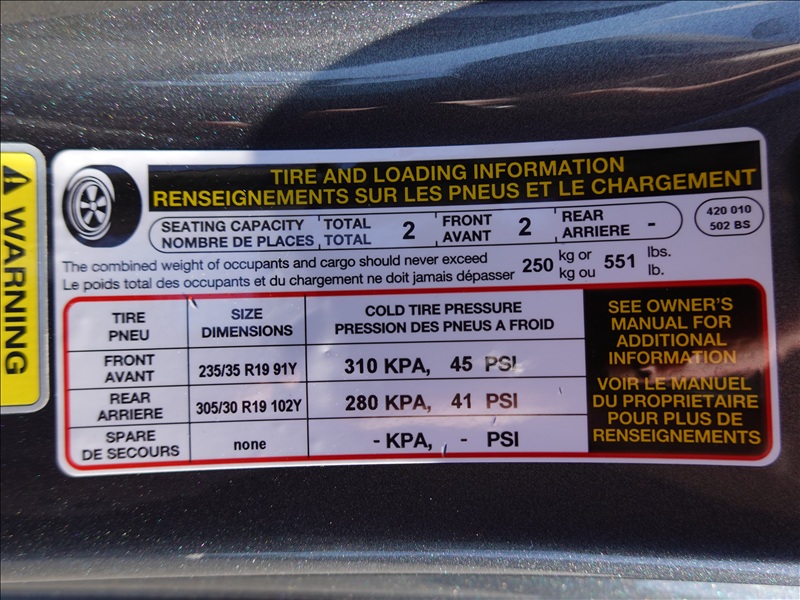 TIRE AND LOADING INFORMATION
RENSEIGNEMENTS SUR LES PNEUS ET LE CHARGEMENT
SEATING CAPACITY TOTAL 2 FRONT 2 REAR -
NOMBRE DE PLACES TOTAL AVANT ARRIERE
420 010
502 BS
The combined weight of occupants and cargo should never exceed 250 kg or 551 lbs.
Le poids total des occupants et du chargement ne doit jamais dépasser kg ou lb.
TIRE SIZE COLD TIRE PRESSURE
PNEU DIMENSIONS PRESSION DES PNEUS A FROID
FRONT
AVANT 235/35 R19 91Y 310 KPA, 45 PSI
REAR
ARRIERE 305/30 R19 102Y 280 KPA, 41 PSI
SPARE
DE SECOURS none - KPA, - PSI
SEE OWNER'S
MANUAL FOR
ADDITIONAL
INFORMATION
VOIR LE MANUEL
DU PROPRIETAIRE
POUR PLUS DE
RENSEIGNEMENTS
WARNING